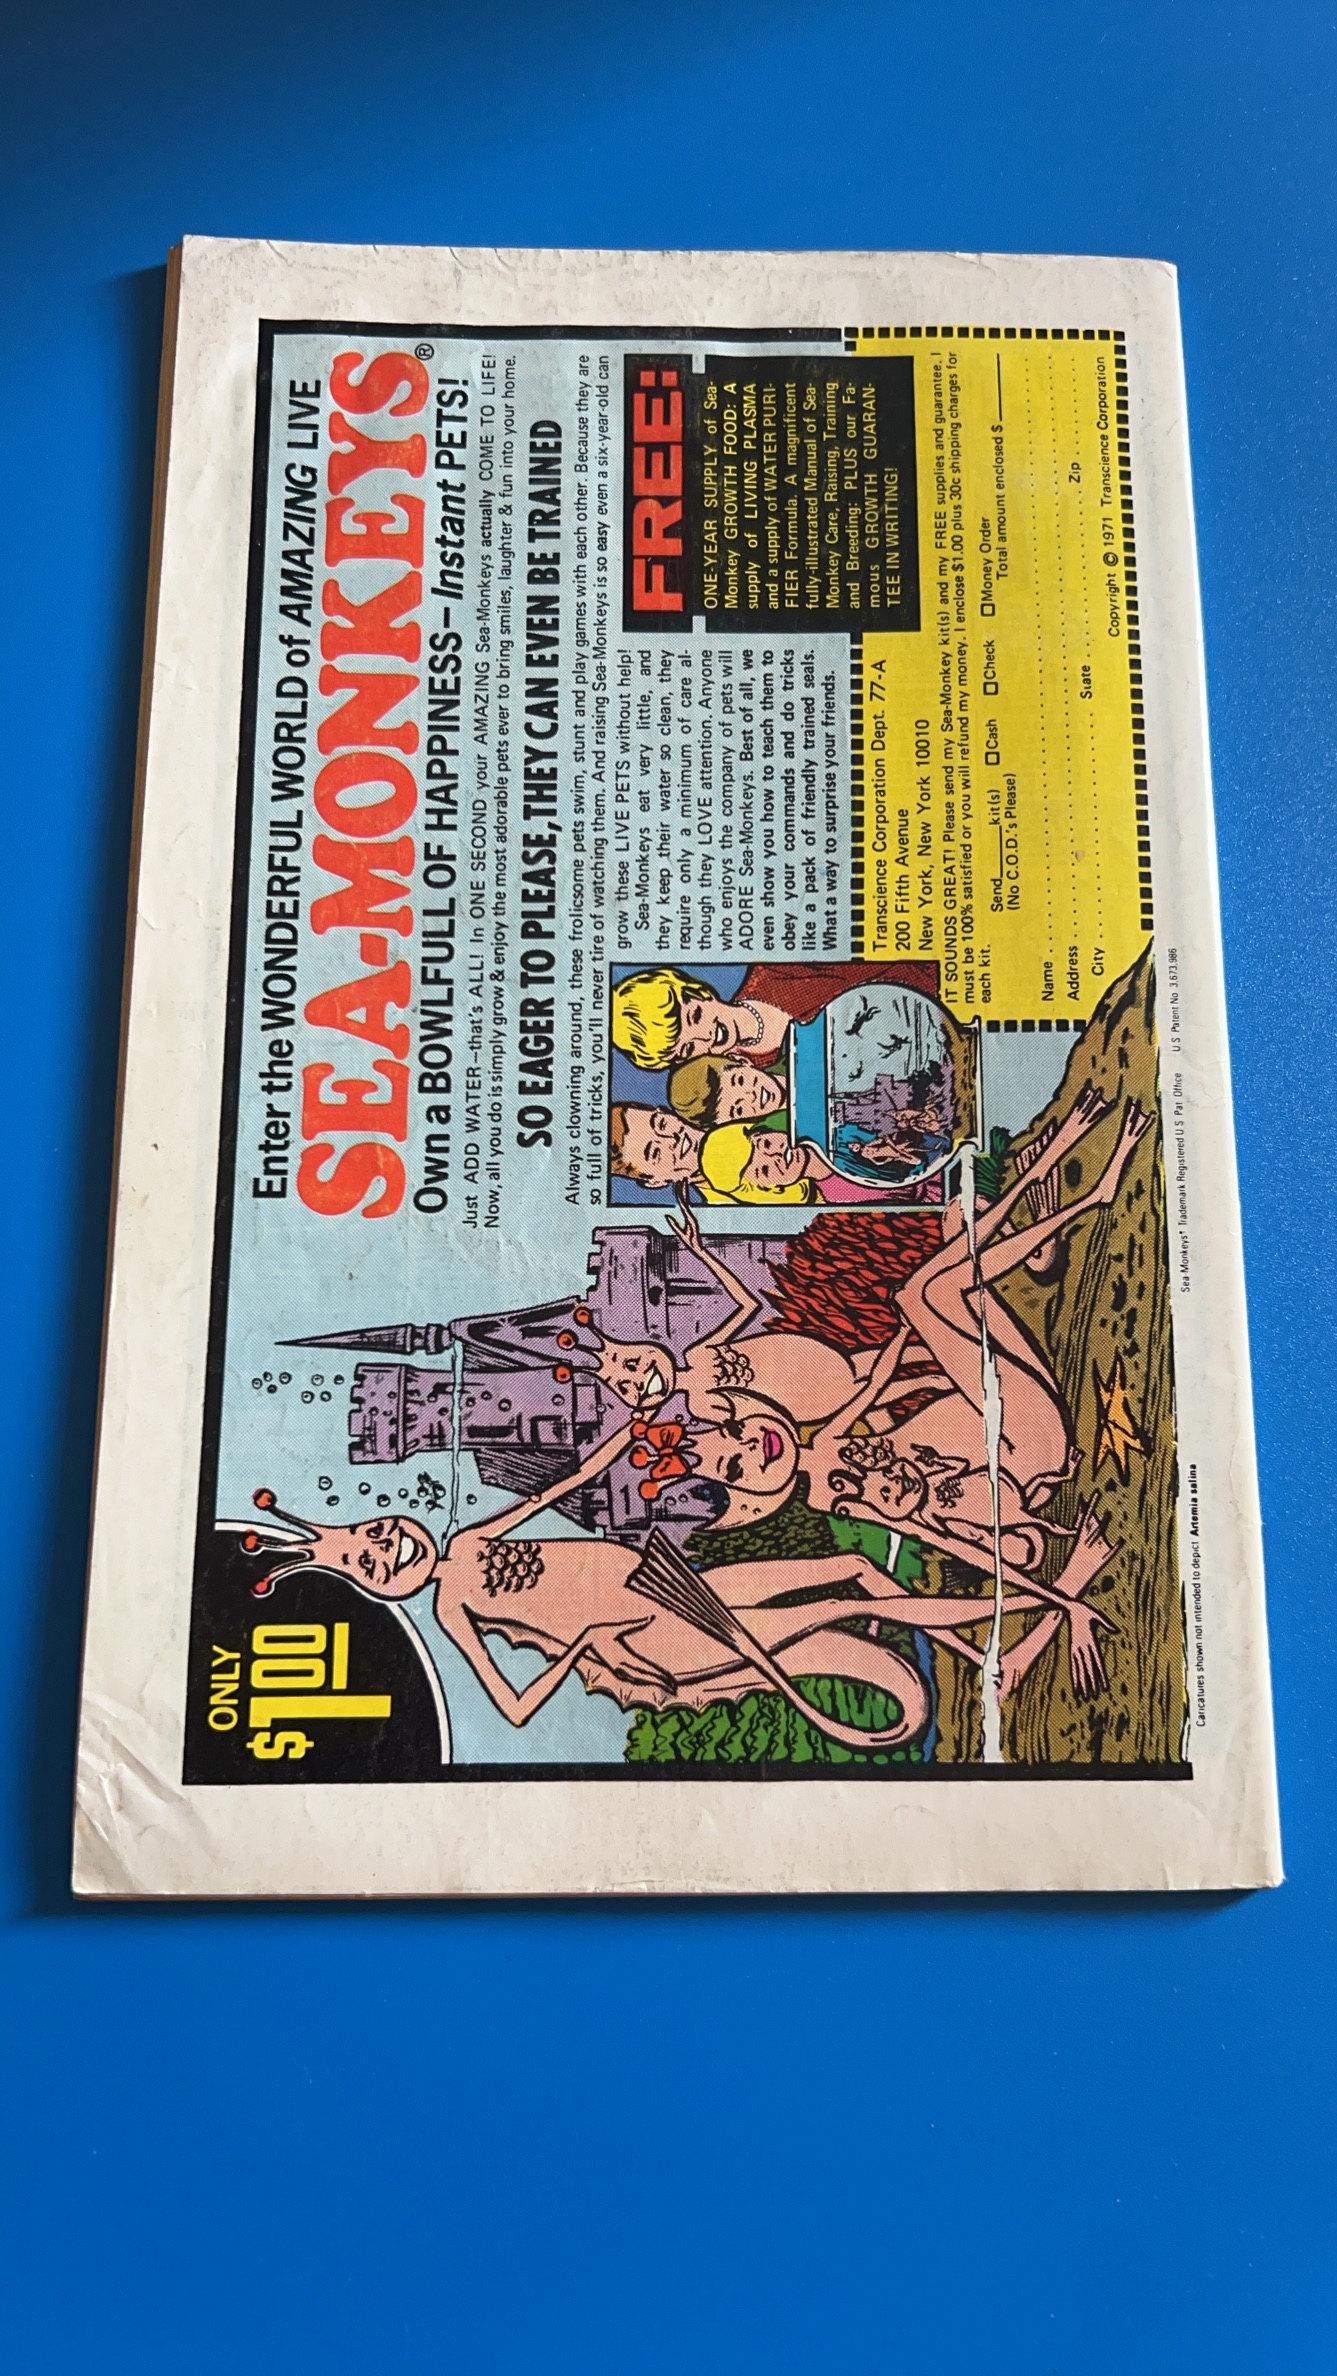 ONLY
$1.00
Enter the WONDERFUL WORLD of AMAZING LIVE
SEA-MONKEYS®
Own a BOWLFULL OF HAPPINESS—Instant PETS!
Just ADD WATER—that's ALL! In ONE SECOND your AMAZING Sea-Monkeys actually COME TO LIFE!
Now, all you do is simply grow & enjoy the most adorable pets ever to bring smiles, laughter & fun into your home.
SO EAGER TO PLEASE, THEY CAN EVEN BE TRAINED
Always clowning around, these frolicsome pets swim, stunt and play games with each other. Because they are
so full of tricks, you'll never tire of watching them. And raising Sea-Monkeys is so easy even a six-year-old can
grow these LIVE PETS without help!
Sea-Monkeys eat very little, and
they keep their water so clean, they
require only a minimum of care al-
though they LOVE attention. Anyone
who enjoys the company of pets will
ADORE Sea-Monkeys. Best of all, we
even show you how to teach them to
obey your commands and do tricks
like a pack of friendly trained seals.
What a way to surprise your friends.
FREE:
ONE-YEAR SUPPLY of Sea-
Monkey GROWTH FOOD: A
supply of LIVING PLASMA
and a supply of WATER PURI-
FIER Formula. A magnificent
fully-illustrated Manual of Sea-
Monkey Care, Raising, Training
and Breeding; PLUS our Fa-
mous GROWTH GUARAN-
TEE IN WRITING!
Transcience Corporation Dept. 77-A
200 Fifth Avenue
New York, New York 10010
IT SOUNDS GREAT! Please send my Sea-Monkey kit(s) and my FREE supplies and guarantee. I
must be 100% satisfied or you will refund my money. I enclose $1.00 plus 30c shipping charges for
each kit.
Send____kit(s) □Cash □Check □Money Order
(No C.O.D.'s Please) Total amount enclosed $______
Name
Address
City State Zip
Copyright © 1971 Transcience Corporation
Caricatures shown not intended to depict Artemia salina
Sea-Monkeys® Trademark Registered U S Pat Office U S Patent No 3,673,986